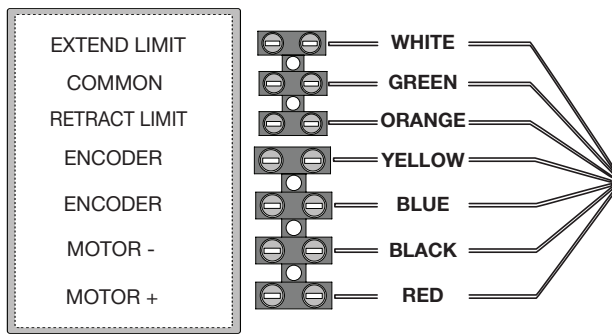 EXTEND LIMIT WHITE
COMMON GREEN
RETRACT LIMIT ORANGE
ENCODER YELLOW
ENCODER BLUE
MOTOR - BLACK
MOTOR + RED